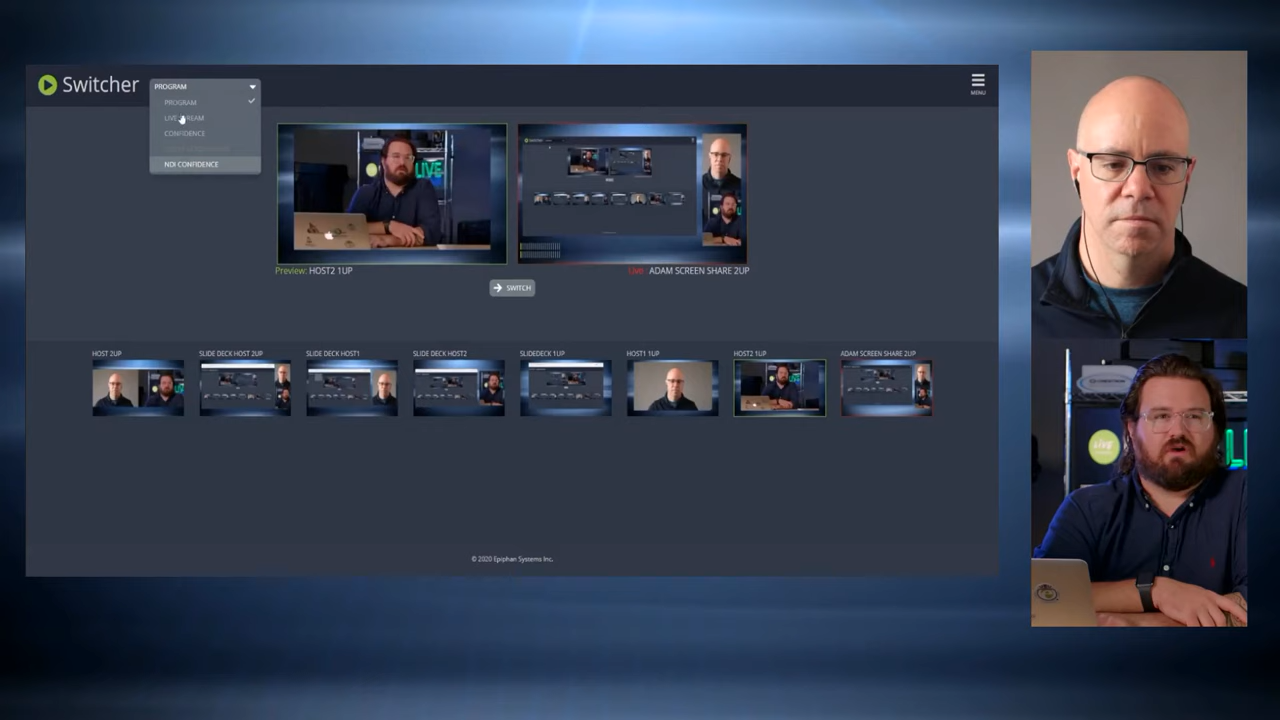 Switcher
PROGRAM
PROGRAM
CONFIDENCE
NDI CONFIDENCE
MENU
LIVE
Preview: HOST2 1UP
Live: ADAM SCREEN SHARE 2UP
SWITCH
HOST 2UP
SLIDE DECK HOST 2UP
SLIDE DECK HOST1
SLIDE DECK HOST2
SLIDEDECK 1UP
HOST1 1UP
HOST2 1UP
ADAM SCREEN SHARE 2UP
© 2020 Epiphan Systems Inc.
LIVE